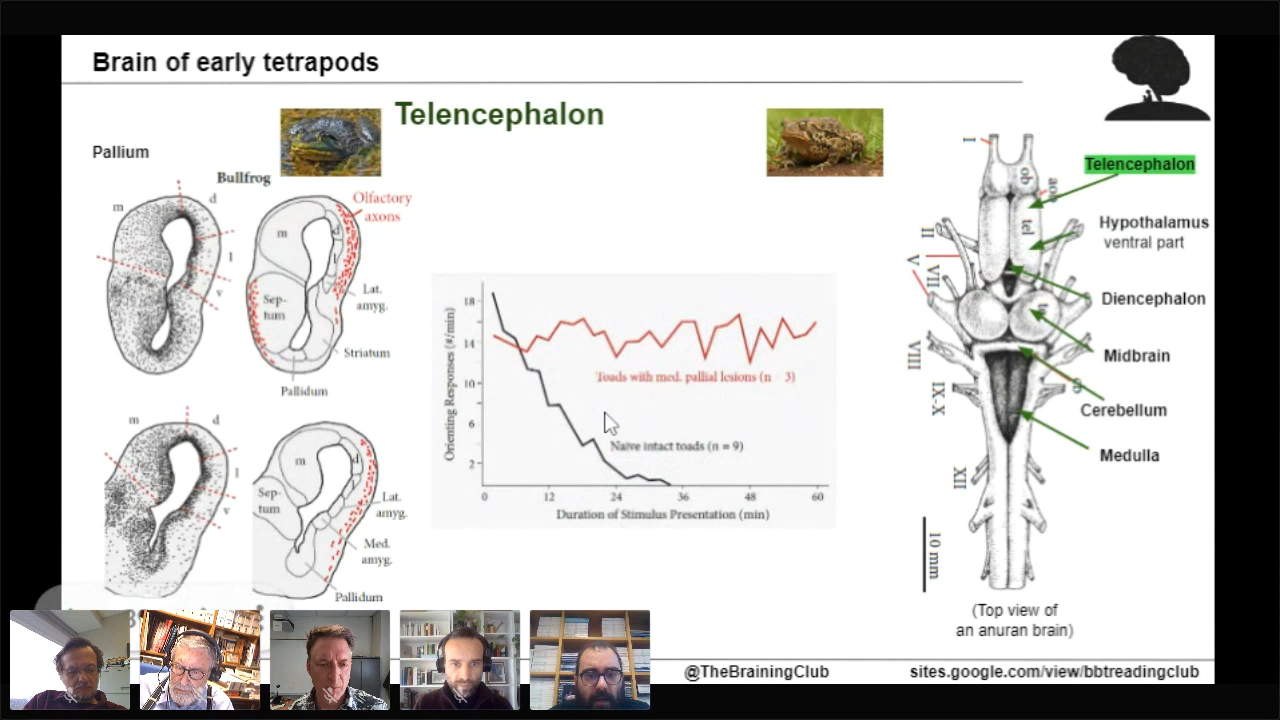 Brain of early tetrapods
Telencephalon
Pallium
Bullfrog
m
d
l
v
m
d
l
Olfactory
axons
Sep-
tum
Lat.
amyg.
Striatum
Pallidum
m
d
l
v
m
d
Sep-
tum
Lat.
amyg.
Med.
amyg.
Pallidum
Orienting Responses (#/min)
18
14
10
6
2
0
12
24
36
48
60
Toads with med. pallial lesions (n = 3)
Naive intact toads (n = 9)
Duration of Stimulus Presentation (min)
I
ob
aob
tel
II
V
VII
VIII
IX-X
XII
10 mm
Telencephalon
Hypothalamus
ventral part
Diencephalon
Midbrain
Cerebellum
Medulla
(Top view of
an anuran brain)
@TheBrainingClub
sites.google.com/view/bbtreadingclub